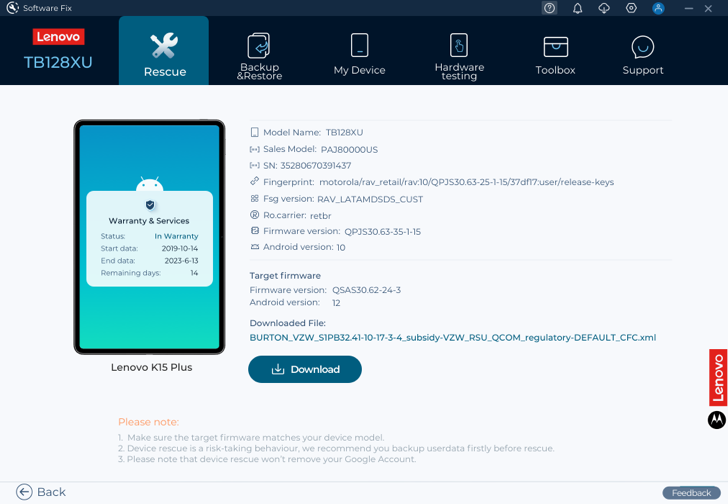 Software Fix
Lenovo
TB128XU
Rescue
Backup
&Restore
My Device
Hardware
testing
Toolbox
Support
Warranty & Services
Status: In Warranty
Start data: 2019-10-14
End data: 2023-6-13
Remaining days: 14
Lenovo K15 Plus
Model Name: TB128XU
Sales Model: PAJ80000US
SN: 35280670391437
Fingerprint: motorola/rav_retail/rav:10/QPJS30.63-25-1-15/37df17:user/release-keys
Fsg version: RAV_LATAMDSDS_CUST
Ro.carrier: retbr
Firmware version: QPJS30.63-35-1-15
Android version: 10
Target firmware
Firmware version: QSAS30.62-24-3
Android version: 12
Downloaded File:
BURTON_VZW_S1PB32.41-10-17-3-4_subsidy-VZW_RSU_QCOM_regulatory-DEFAULT_CFC.xml
Download
Lenovo
Please note:
1. Make sure the target firmware matches your device model.
2. Device rescue is a risk-taking behaviour, we recommend you backup userdata firstly before rescue.
3. Please note that device rescue won't remove your Google Account.
Back
Feedback